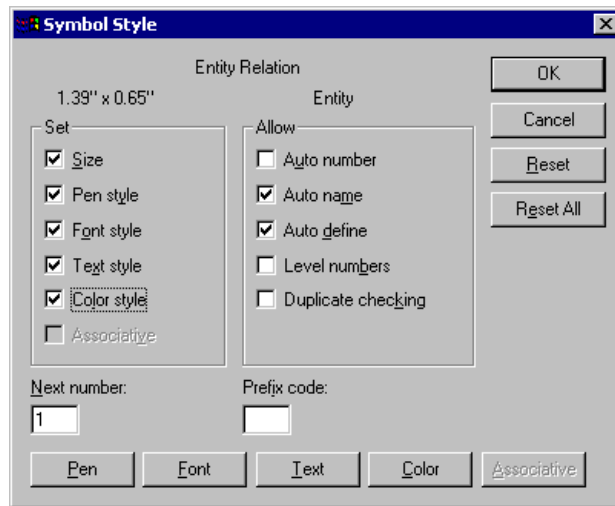 Symbol Style
Entity Relation
1.39" x 0.65"
Entity
OK
Cancel
Reset
Reset All
Set
Size
Pen style
Font style
Text style
Color style
Associative
Allow
Auto number
Auto name
Auto define
Level numbers
Duplicate checking
Next number:
1
Prefix code:
Pen
Font
Text
Color
Associative